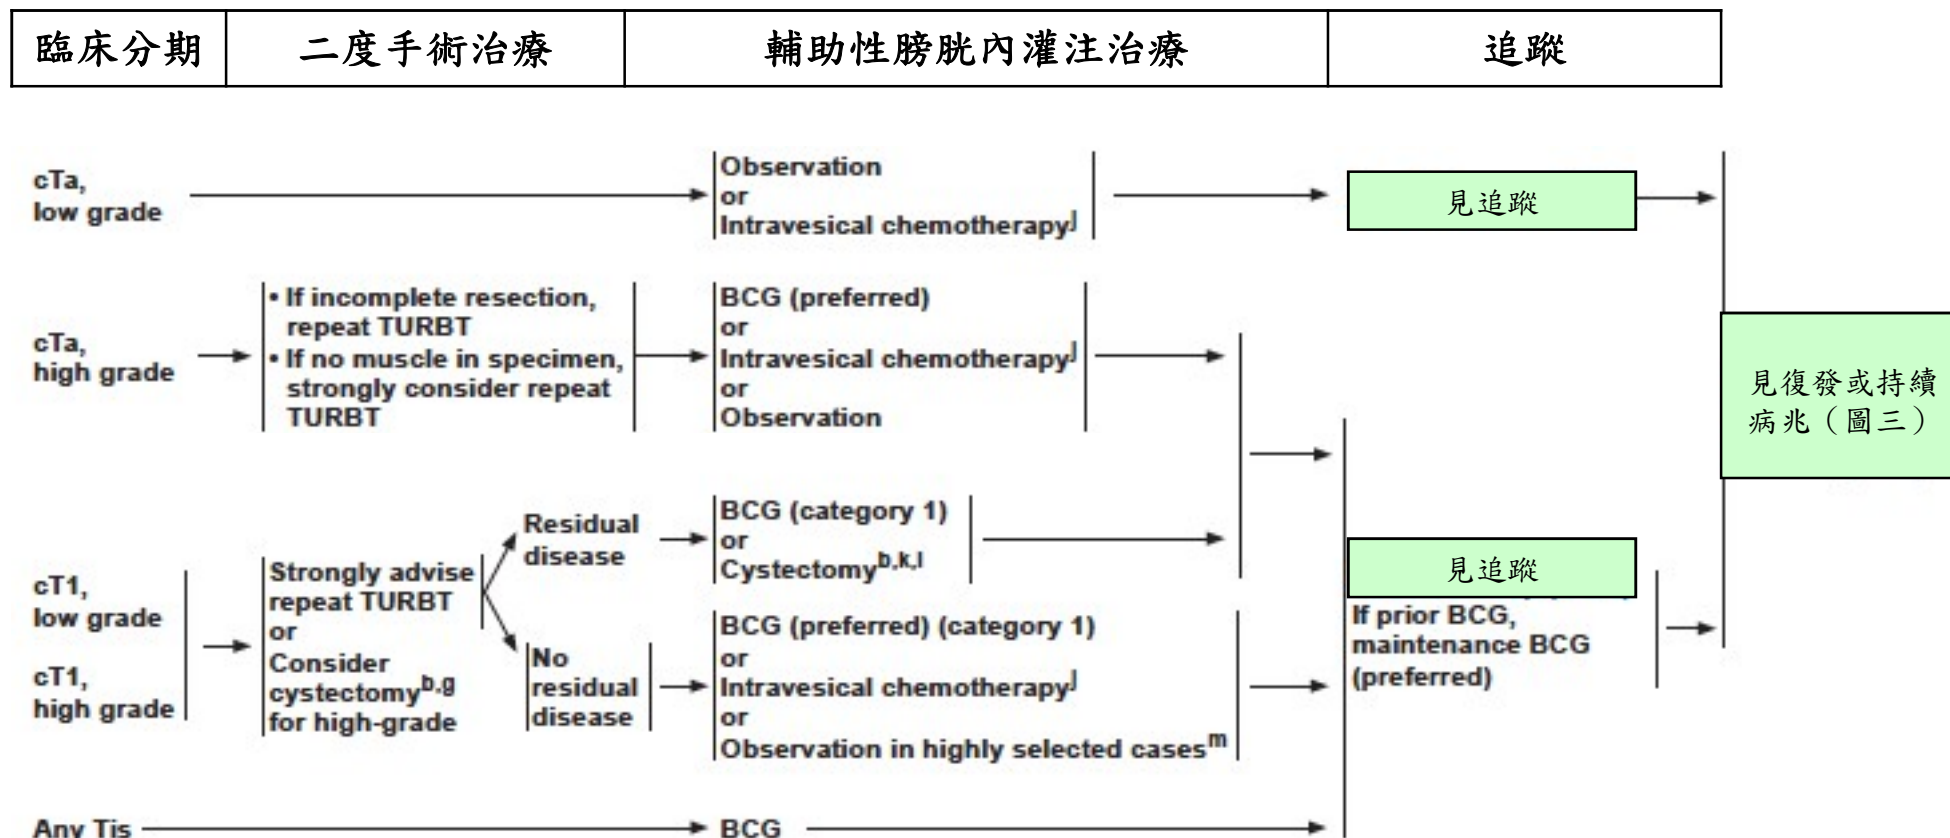 臨床分期
二度手術治療
輔助性膀胱內灌注治療
追蹤
cTa,
low grade
Observation
or
Intravesical chemotherapyʲ
見追蹤
cTa,
high grade
• If incomplete resection,
repeat TURBT
• If no muscle in specimen,
strongly consider repeat
TURBT
BCG (preferred)
or
Intravesical chemotherapyʲ
or
Observation
見復發或持續
病兆（圖三）
cT1,
low grade
cT1,
high grade
Strongly advise
repeat TURBT
or
Consider
cystectomyᵇ,ᵍ
for high-grade
Residual
disease
BCG (category 1)
or
Cystectomyᵇ,ᵏ,ˡ
No
residual
disease
BCG (preferred) (category 1)
or
Intravesical chemotherapyʲ
or
Observation in highly selected casesᵐ
見追蹤
If prior BCG,
maintenance BCG
(preferred)
Any Tis
BCG